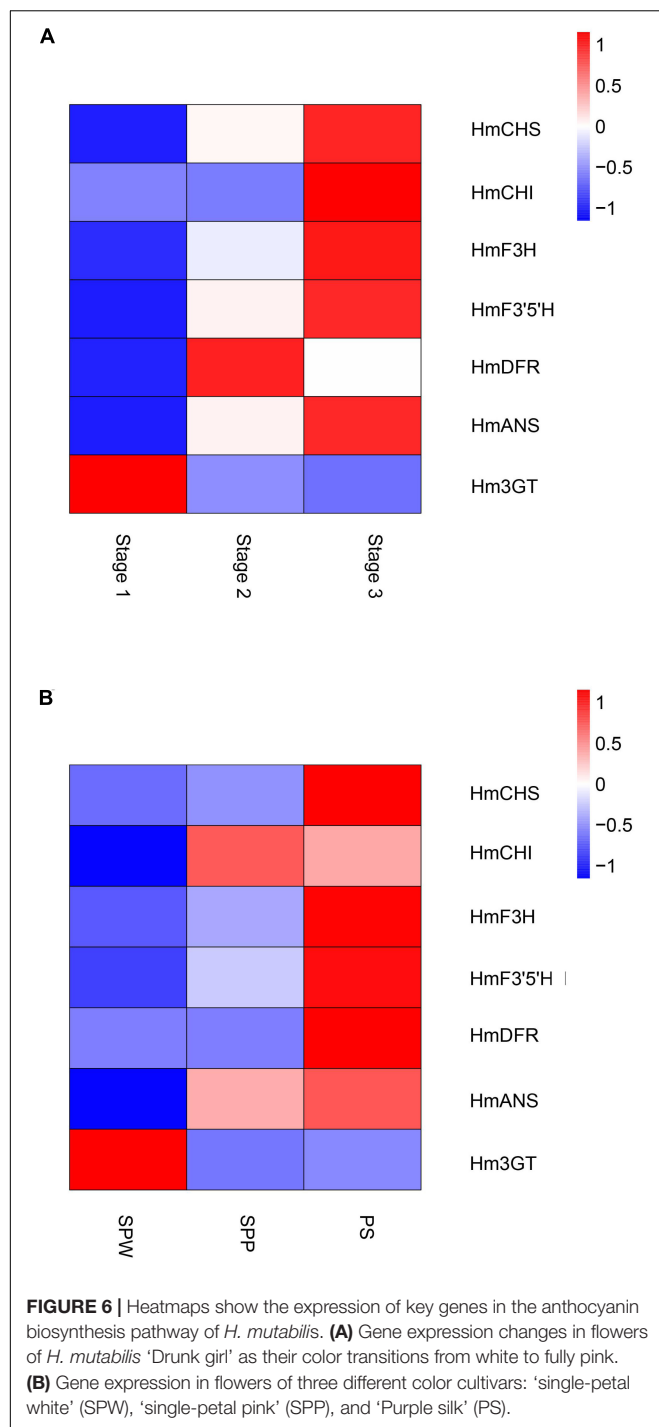 A
1
0.5
0
−0.5
−1
HmCHS
HmCHI
HmF3H
HmF3'5'H
HmDFR
HmANS
Hm3GT
Stage 1
Stage 2
Stage 3
B
1
0.5
0
−0.5
−1
HmCHS
HmCHI
HmF3H
HmF3'5'H
HmDFR
HmANS
Hm3GT
SPW
SPP
PS
FIGURE 6 | Heatmaps show the expression of key genes in the anthocyanin
biosynthesis pathway of H. mutabilis. (A) Gene expression changes in flowers
of H. mutabilis ‘Drunk girl’ as their color transitions from white to fully pink.
(B) Gene expression in flowers of three different color cultivars: ‘single-petal
white’ (SPW), ‘single-petal pink’ (SPP), and ‘Purple silk’ (PS).